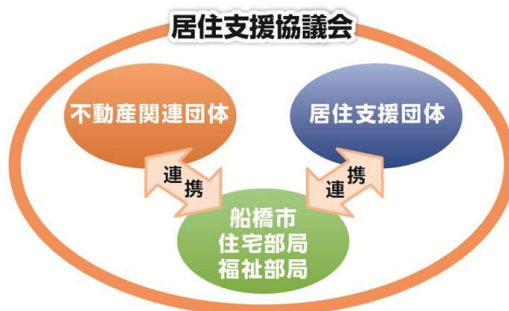 居住支援協議会
不動産関連団体
居住支援団体
連携
連携
船橋市
住宅部局
福祉部局